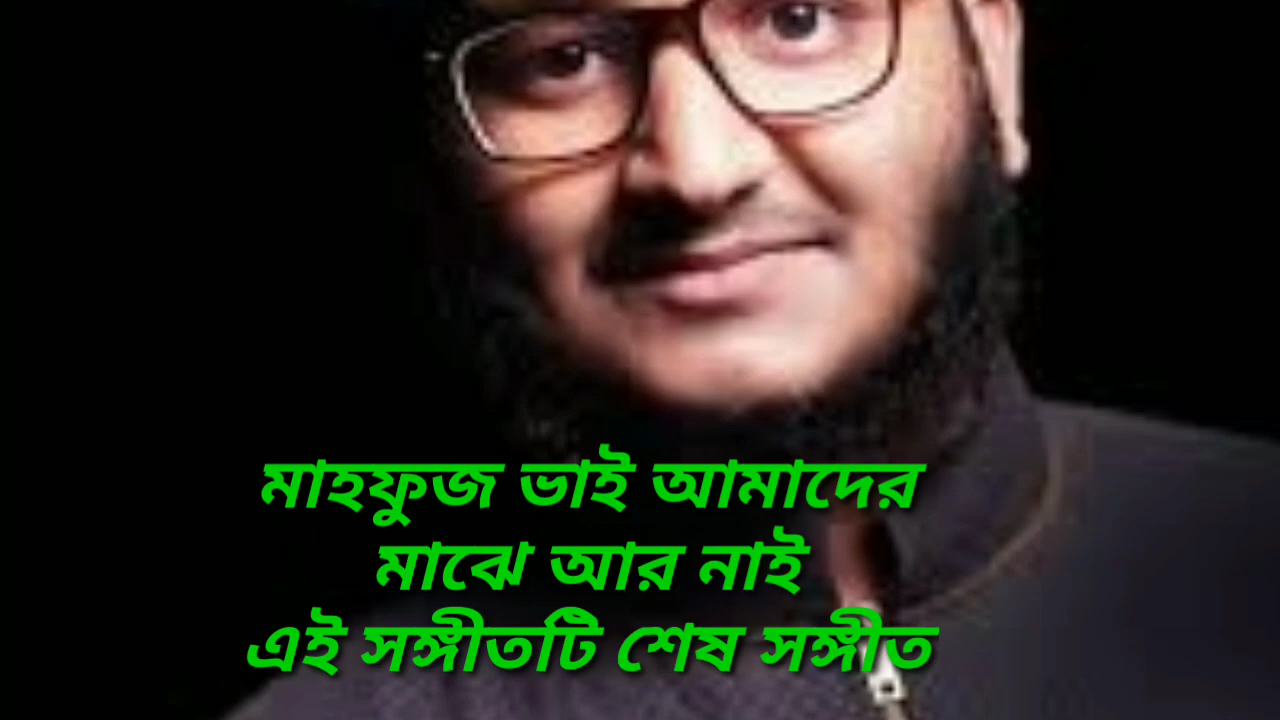 মাহফুজ ভাই আমাদের
মাঝে আর নাই
এই সঙ্গীতটি শেষ সঙ্গীত